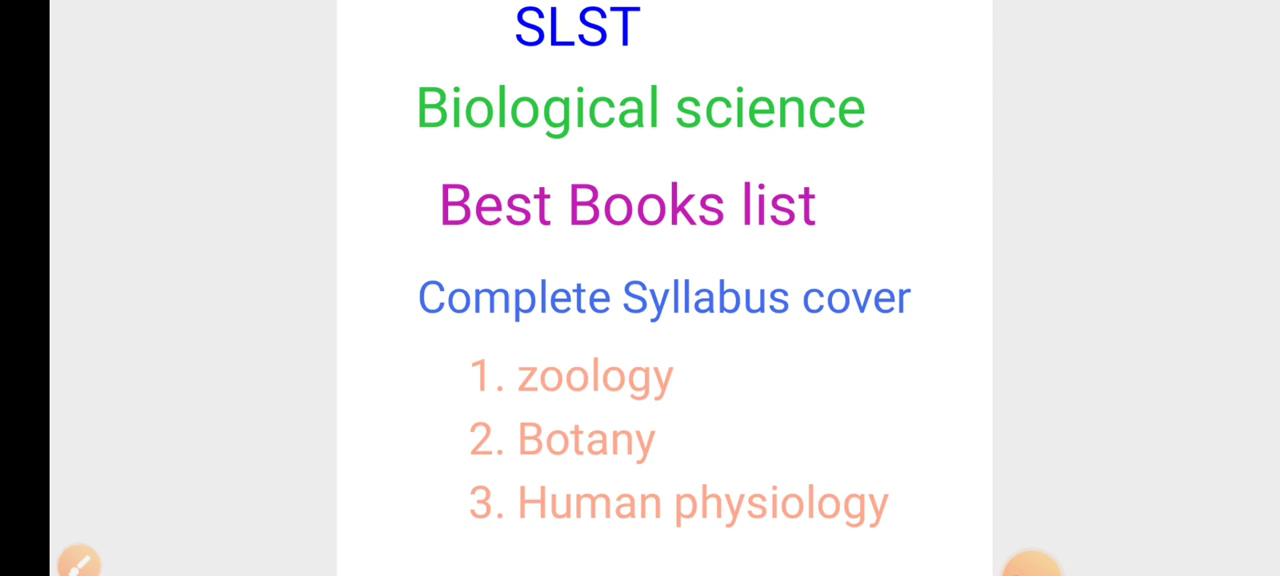 SLST
Biological science
Best Books list
Complete Syllabus cover
1. zoology
2. Botany
3. Human physiology